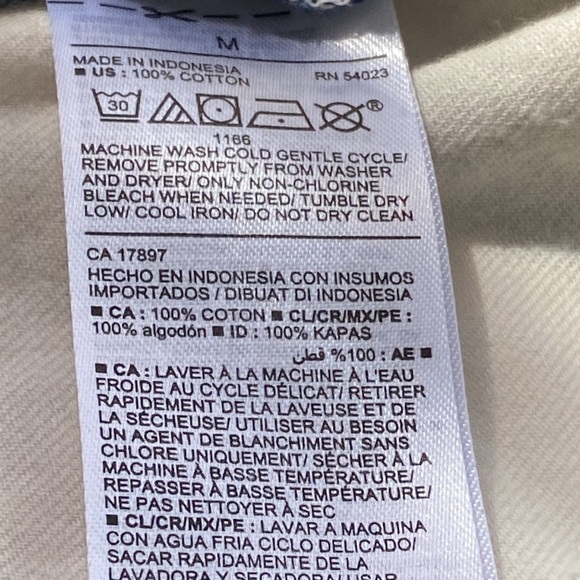 M
MADE IN INDONESIA
■ US : 100% COTTON RN 54023
30
®
1166
MACHINE WASH COLD GENTLE CYCLE/
REMOVE PROMPTLY FROM WASHER
AND DRYER/ ONLY NON-CHLORINE
BLEACH WHEN NEEDED/ TUMBLE DRY
LOW/ COOL IRON/ DO NOT DRY CLEAN
CA 17897
HECHO EN INDONESIA CON INSUMOS
IMPORTADOS / DIBUAT DI INDONESIA
■ CA : 100% COTON ■ CL/CR/MX/PE :
100% algodón ■ ID : 100% KAPAS
■ AE : 100% قطن
■ CA : LAVER À LA MACHINE À L'EAU
FROIDE AU CYCLE DÉLICAT/ RETIRER
RAPIDEMENT DE LA LAVEUSE ET DE
LA SÉCHEUSE/ UTILISER AU BESOIN
UN AGENT DE BLANCHIMENT SANS
CHLORE UNIQUEMENT/ SÉCHER À LA
MACHINE À BASSE TEMPÉRATURE/
REPASSER À BASSE TEMPÉRATURE/
NE PAS NETTOYER À SEC
■ CL/CR/MX/PE : LAVAR A MAQUINA
CON AGUA FRIA CICLO DELICADO/
SACAR RAPIDAMENTE DE LA
LAVADORA Y SECADORA/ USAR